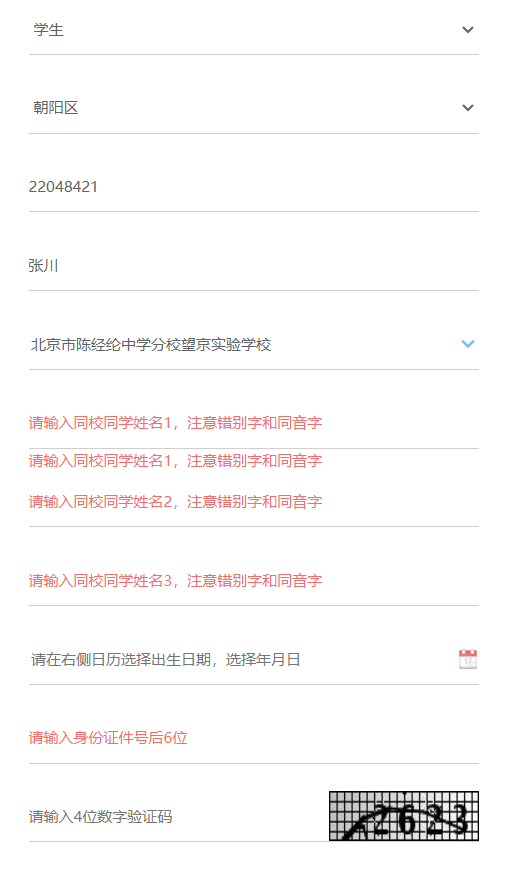 学生
朝阳区
22048421
张川
北京市陈经纶中学分校望京实验学校
请输入同校同学姓名1，注意错别字和同音字
请输入同校同学姓名1，注意错别字和同音字
请输入同校同学姓名2，注意错别字和同音字
请输入同校同学姓名3，注意错别字和同音字
请在右侧日历选择出生日期，选择年月日
请输入身份证件号后6位
请输入4位数字验证码